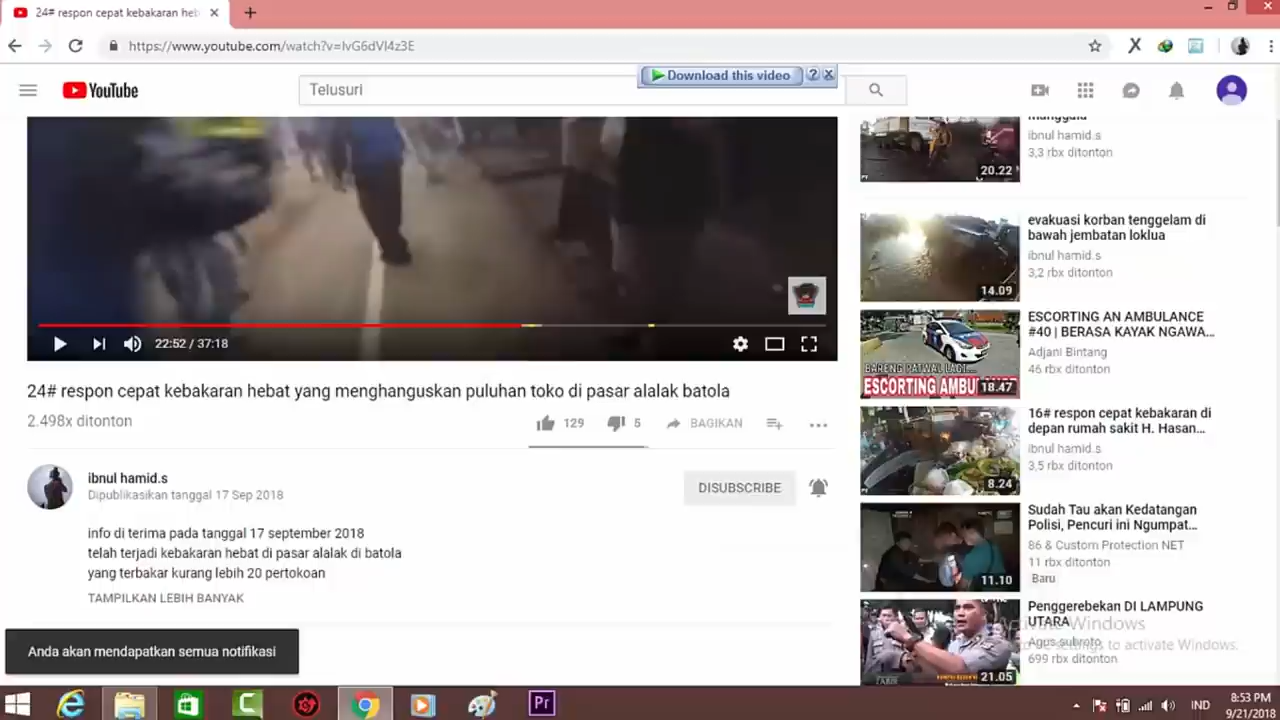 24# respon cepat kebakaran heb
https://www.youtube.com/watch?v=IvG6dVI4z3E
YouTube
Telusuri
Download this video
?
22:52 / 37:18
24# respon cepat kebakaran hebat yang menghanguskan puluhan toko di pasar alalak batola
2.498x ditonton
129
5
BAGIKAN
ibnul hamid.s
Dipublikasikan tanggal 17 Sep 2018
DISUBSCRIBE
info di terima pada tanggal 17 september 2018
telah terjadi kebakaran hebat di pasar alalak di batola
yang terbakar kurang lebih 20 pertokoan
TAMPILKAN LEBIH BANYAK
Anda akan mendapatkan semua notifikasi
manggala
ibnul hamid.s
3,3 rbx ditonton
20.22
evakuasi korban tenggelam di
bawah jembatan loklua
ibnul hamid.s
3,2 rbx ditonton
14.09
ESCORTING AN AMBULANCE
#40 | BERASA KAYAK NGAWA...
Adjani Bintang
46 rbx ditonton
BARENG PATWAL LAGI...
ESCORTING AMBU
18.47
16# respon cepat kebakaran di
depan rumah sakit H. Hasan...
ibnul hamid.s
3,5 rbx ditonton
8.24
Sudah Tau akan Kedatangan
Polisi, Pencuri ini Ngumpat...
86 & Custom Protection NET
11 rbx ditonton
Baru
11.10
Penggerebekan DI LAMPUNG
UTARA
Agus subroto
699 rbx ditonton
21.05
Activate Windows
to PC settings to activate Windows.
Pr
IND
8:53 PM
9/21/2018